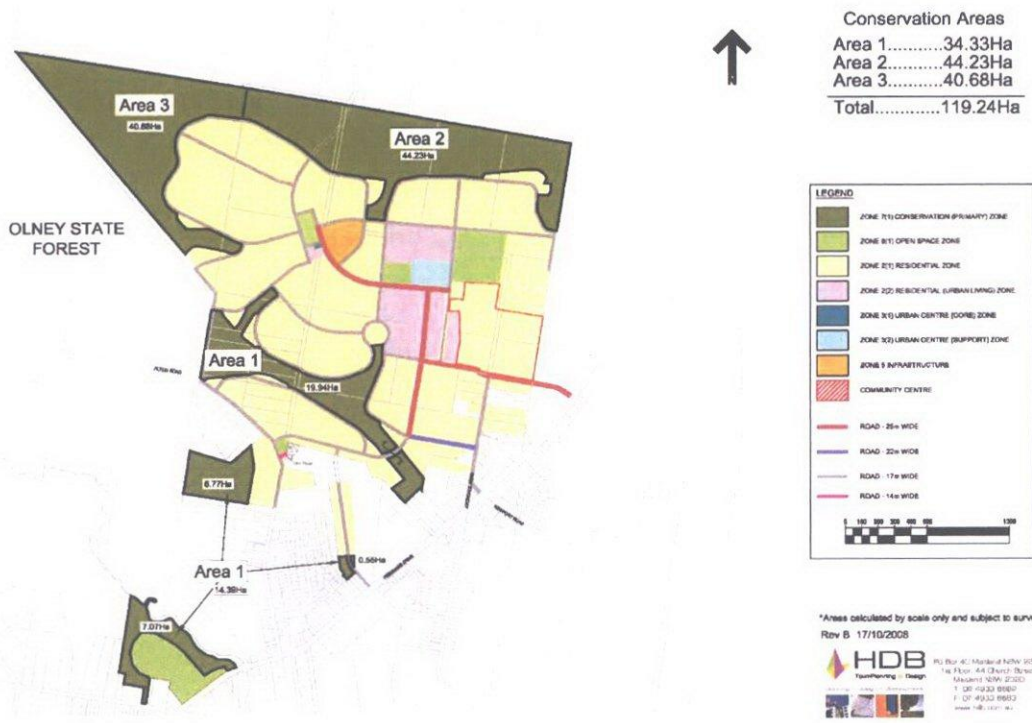 Conservation Areas
Area 1...........34.33Ha
Area 2...........44.23Ha
Area 3...........40.68Ha
Total.............119.24Ha
Area 3
40.68Ha
Area 2
44.23Ha
OLNEY STATE
FOREST
Area 1
19.94Ha
6.77Ha
0.55Ha
Area 1
14.39Ha
7.07Ha
LEGEND
ZONE 7(1) CONSERVATION (PRIMARY) ZONE
ZONE 6(1) OPEN SPACE ZONE
ZONE 2(1) RESIDENTIAL ZONE
ZONE 2(2) RESIDENTIAL (URBAN LIVING) ZONE
ZONE 3(1) URBAN CENTRE (CORE) ZONE
ZONE 3(2) URBAN CENTRE (SUPPORT) ZONE
ZONE 5 INFRASTRUCTURE
COMMUNITY CENTRE
ROAD - 25m WIDE
ROAD - 22m WIDE
ROAD - 17m WIDE
ROAD - 14m WIDE
*Areas calculated by scale only and subject to surve
Rev B 17/10/2008
HDB
TownPlanning & Design